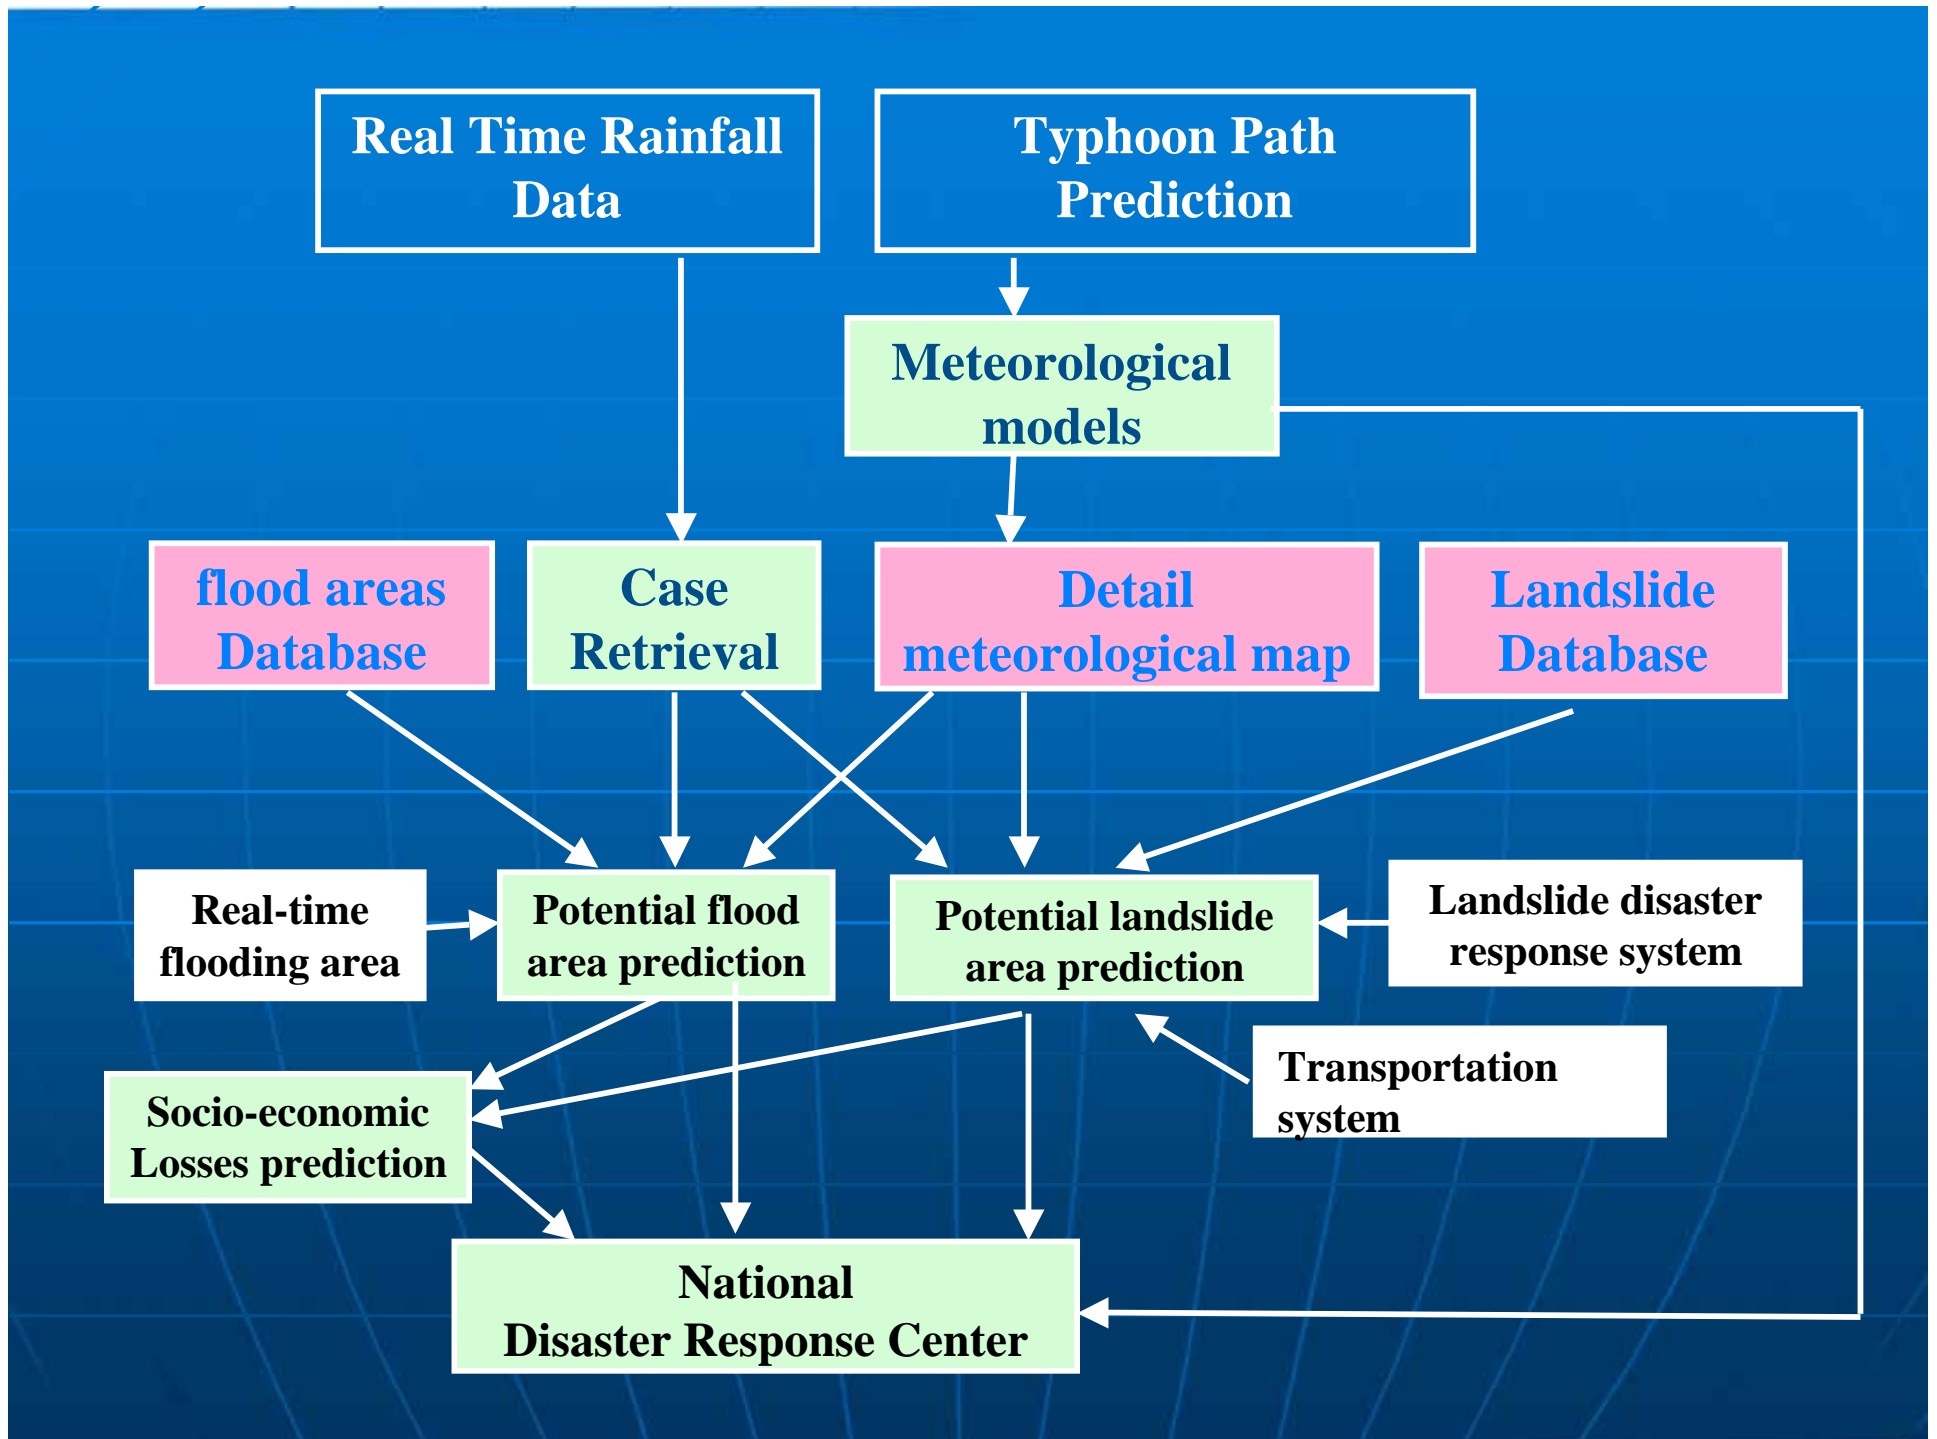 Real Time Rainfall
Data
Typhoon Path
Prediction
Meteorological
models
flood areas
Database
Case
Retrieval
Detail
meteorological map
Landslide
Database
Real-time
flooding area
Potential flood
area prediction
Potential landslide
area prediction
Landslide disaster
response system
Transportation
system
Socio-economic
Losses prediction
National
Disaster Response Center